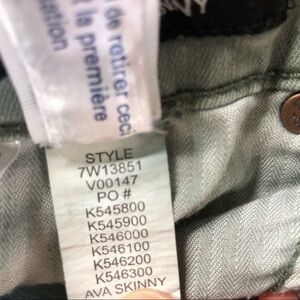 de retirer ceci
la première
STYLE
7W13851
V00147
PO #
K545800
K545900
K546000
K546100
K546200
K546300
AVA SKINNY